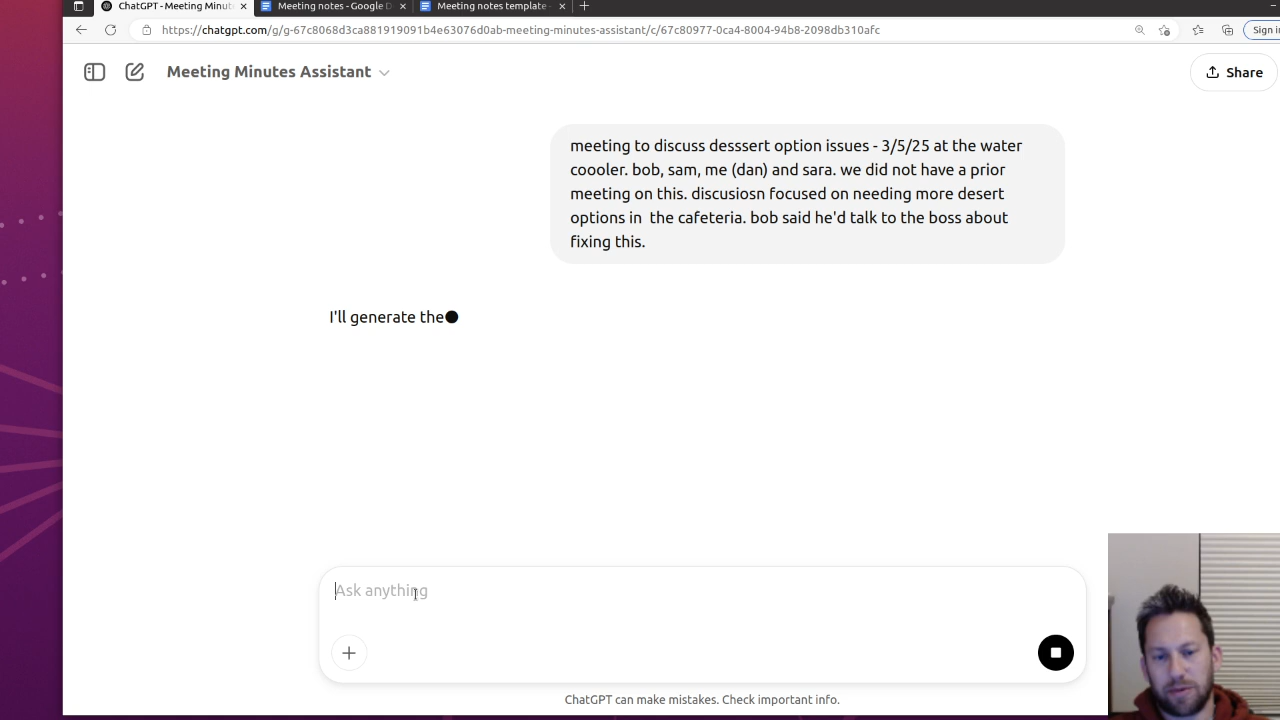 ChatGPT - Meeting Minut
Meeting notes - Google D
Meeting notes template -
https://chatgpt.com/g/g-67c8068d3ca881919091b4e63076d0ab-meeting-minutes-assistant/c/67c80977-0ca4-8004-94b8-2098db310afc
Sign in
Meeting Minutes Assistant
Share
meeting to discuss desssert option issues - 3/5/25 at the water
coooler. bob, sam, me (dan) and sara. we did not have a prior
meeting on this. discusiosn focused on needing more desert
options in  the cafeteria. bob said he'd talk to the boss about
fixing this.
I'll generate the
Ask anything
ChatGPT can make mistakes. Check important info.